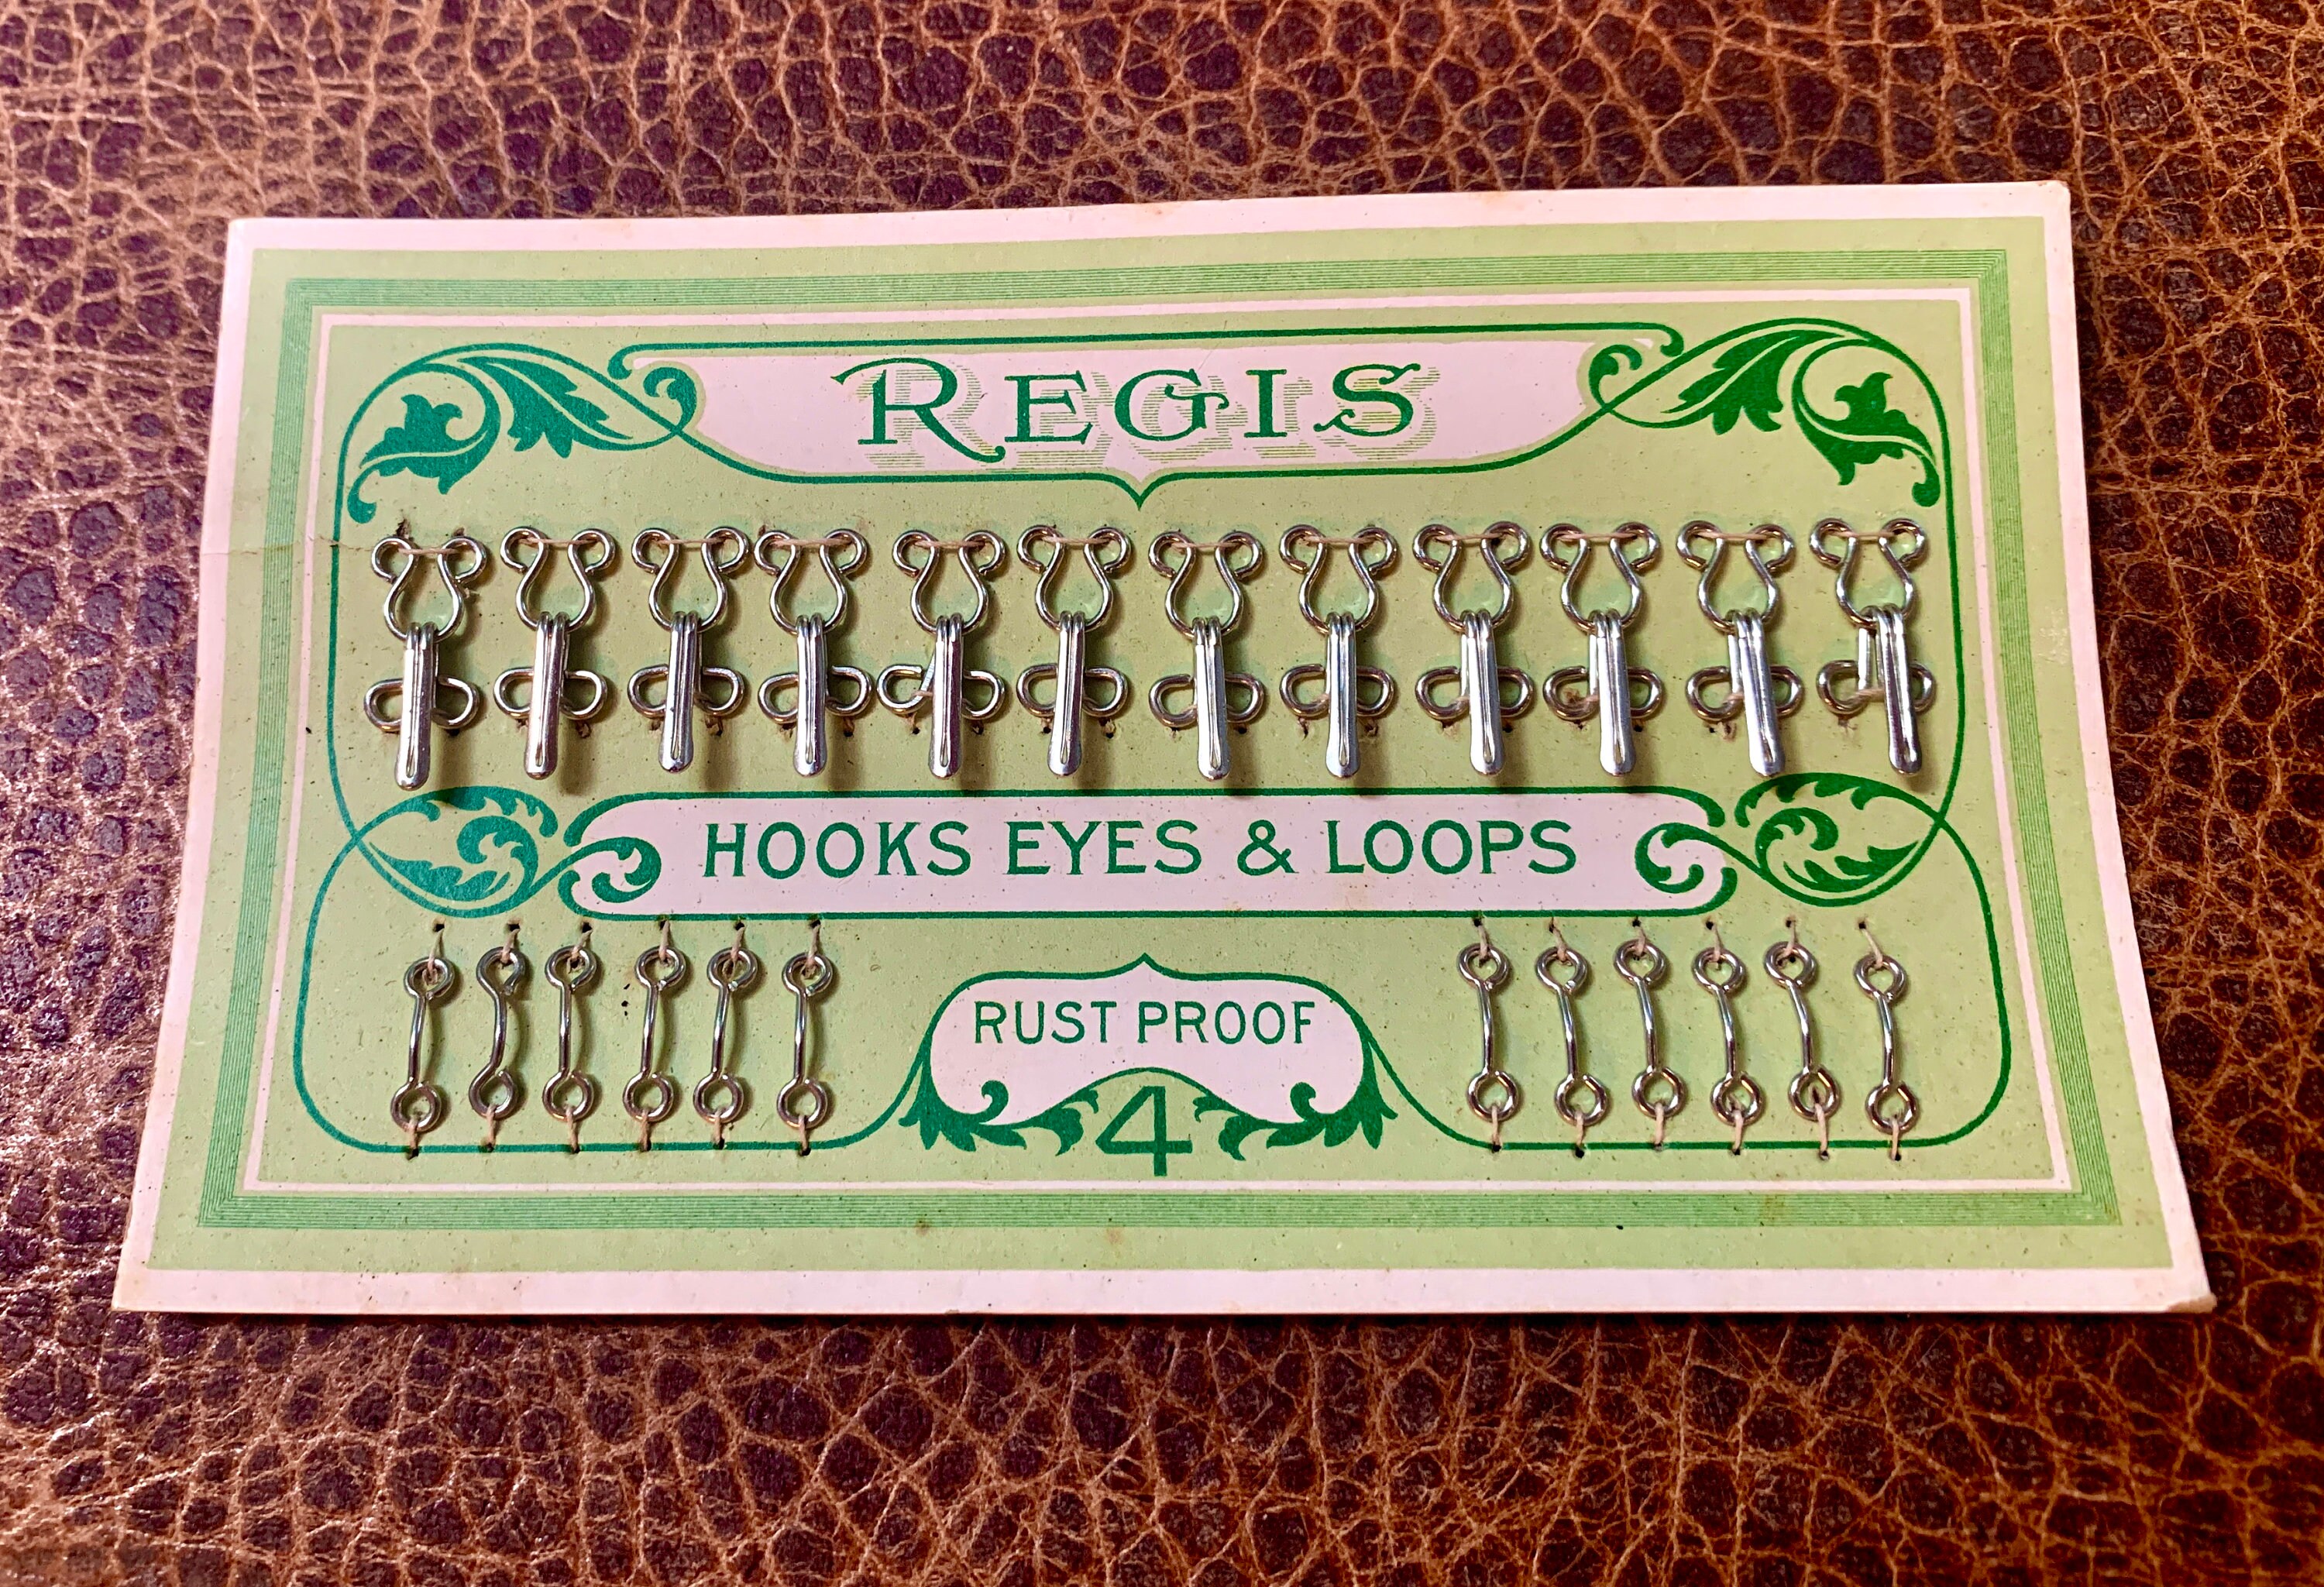 REGIS
HOOKS EYES & LOOPS
RUST PROOF
4